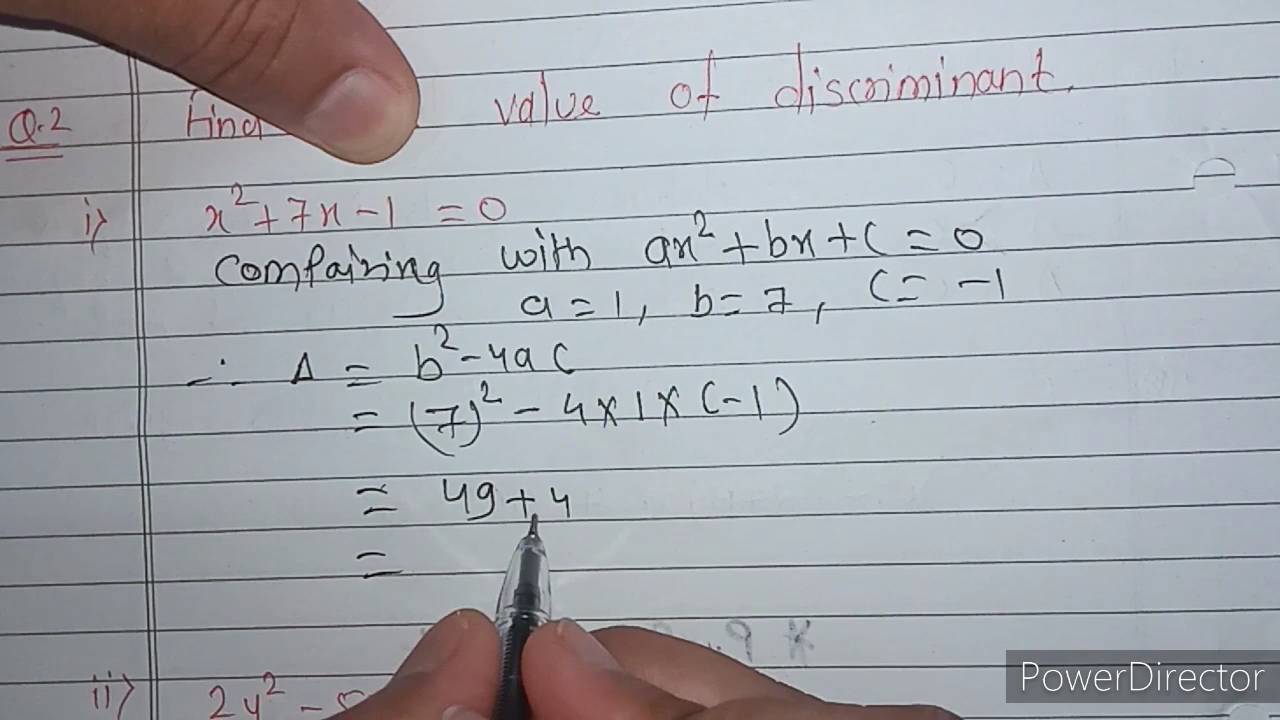 Q.2 Find value of discriminant.
i) x²+7x-1 = 0
Compairing with ax²+bx+c=0
a=1, b=7, c= -1
∴ Δ = b²-4ac
= (7)² - 4×1×(-1)
= 49+4
=
ii) 2y² -
PowerDirector